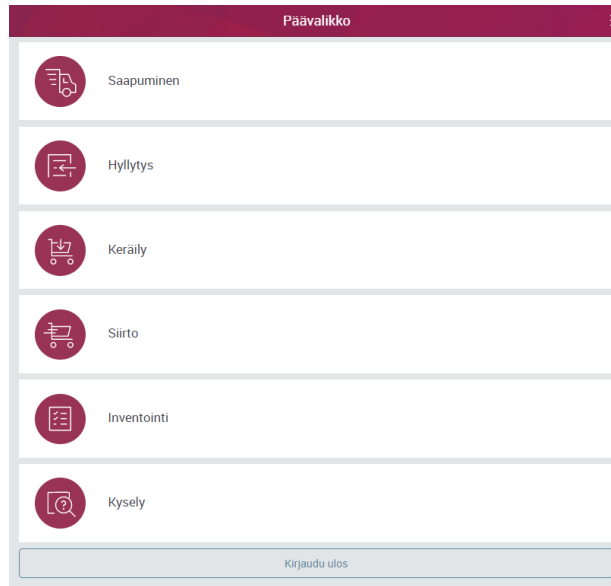 Päävalikko
Saapuminen
Hyllytys
Keräily
Siirto
Inventointi
Kysely
Kirjaudu ulos